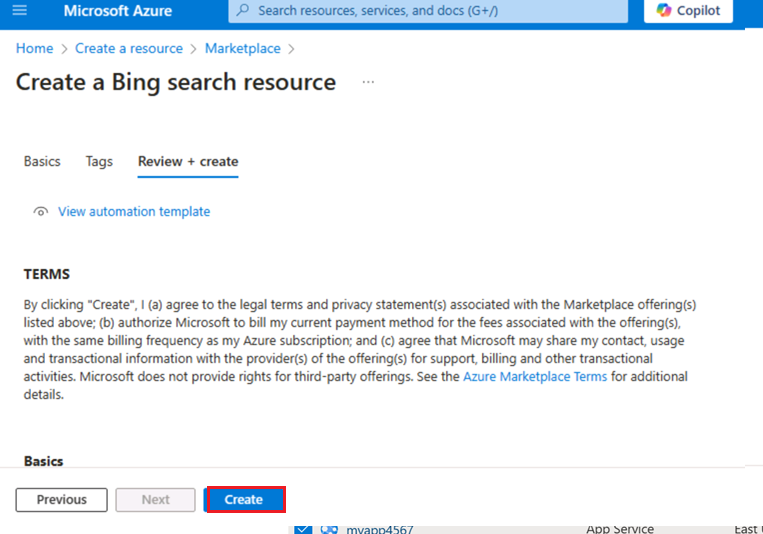 Microsoft Azure
Search resources, services, and docs (G+/)
Copilot
Home > Create a resource > Marketplace >
Create a Bing search resource ...
Basics Tags Review + create
View automation template
TERMS
By clicking "Create", I (a) agree to the legal terms and privacy statement(s) associated with the Marketplace offering(s)
listed above; (b) authorize Microsoft to bill my current payment method for the fees associated with the offering(s),
with the same billing frequency as my Azure subscription; and (c) agree that Microsoft may share my contact, usage
and transactional information with the provider(s) of the offering(s) for support, billing and other transactional
activities. Microsoft does not provide rights for third-party offerings. See the Azure Marketplace Terms for additional
details.
Basics
Previous Next Create
myapp4567 App Service East